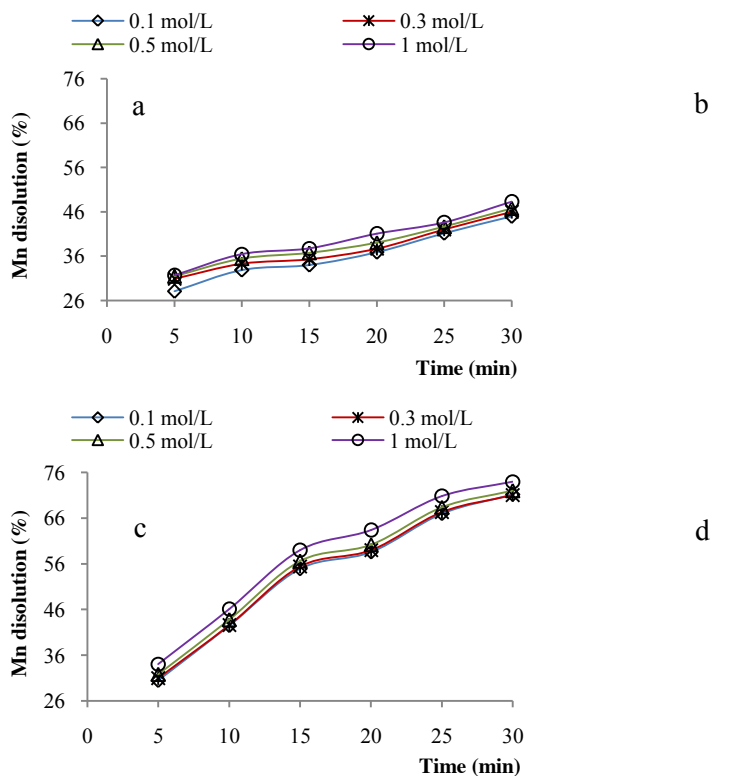 0.1 mol/L 0.3 mol/L
0.5 mol/L 1 mol/L
76
66
56
46
36
26
Mn disolution (%)
a
b
0 5 10 15 20 25 30
Time (min)
0.1 mol/L 0.3 mol/L
0.5 mol/L 1 mol/L
76
66
56
46
36
26
Mn disolution (%)
c
d
0 5 10 15 20 25 30
Time (min)